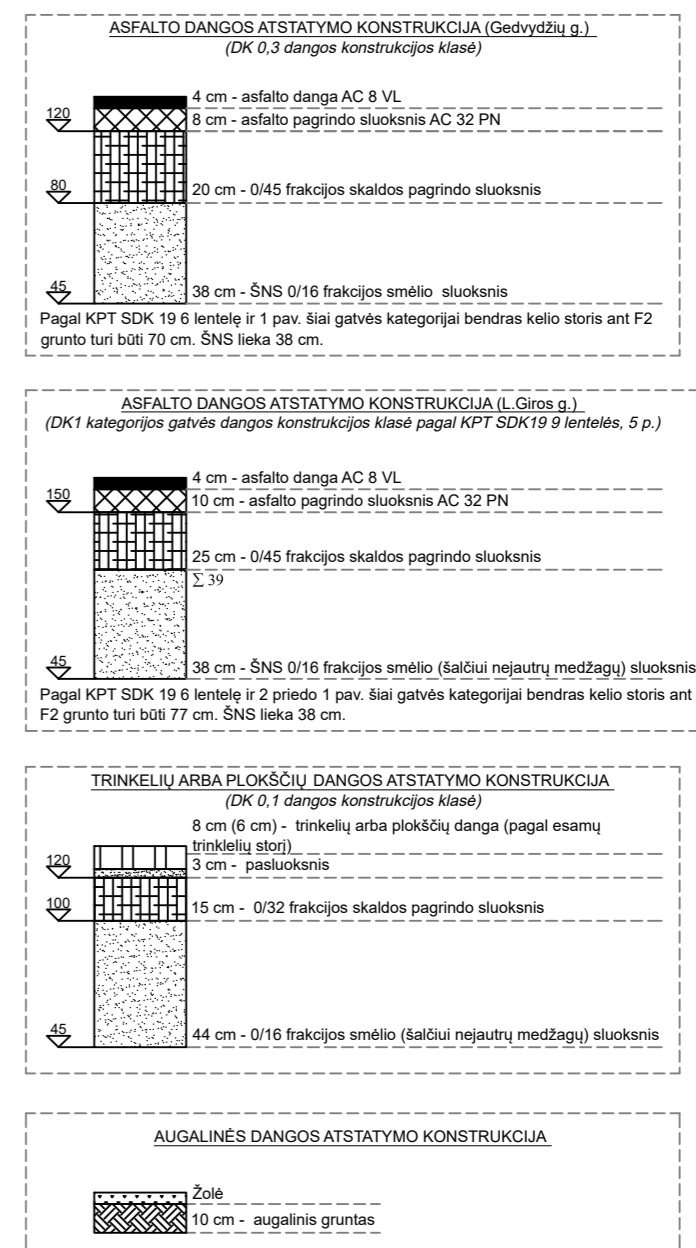 ASFALTO DANGOS ATSTATYMO KONSTRUKCIJA (Gedvydžių g.)
(DK 0,3 dangos konstrukcijos klasė)
4 cm - asfalto danga AC 8 VL
120
8 cm - asfalto pagrindo sluoksnis AC 32 PN
80
20 cm - 0/45 frakcijos skaldos pagrindo sluoksnis
45
38 cm - ŠNS 0/16 frakcijos smėlio sluoksnis
Pagal KPT SDK 19 6 lentelę ir 1 pav. šiai gatvės kategorijai bendras kelio storis ant F2
grunto turi būti 70 cm. ŠNS lieka 38 cm.
ASFALTO DANGOS ATSTATYMO KONSTRUKCIJA (L.Giros g.)
(DK1 kategorijos gatvės dangos konstrukcijos klasė pagal KPT SDK19 9 lentelės, 5 p.)
4 cm - asfalto danga AC 8 VL
150
10 cm - asfalto pagrindo sluoksnis AC 32 PN
25 cm - 0/45 frakcijos skaldos pagrindo sluoksnis
∑ 39
45
38 cm - ŠNS 0/16 frakcijos smėlio (šalčiui nejautrų medžagų) sluoksnis
Pagal KPT SDK 19 6 lentelę ir 2 priedo 1 pav. šiai gatvės kategorijai bendras kelio storis ant
F2 grunto turi būti 77 cm. ŠNS lieka 38 cm.
TRINKELIŲ ARBA PLOKŠČIŲ DANGOS ATSTATYMO KONSTRUKCIJA
(DK 0,1 dangos konstrukcijos klasė)
8 cm (6 cm) - trinkelių arba plokščių danga (pagal esamų
trinklelių storį)
120
3 cm - pasluoksnis
100
15 cm - 0/32 frakcijos skaldos pagrindo sluoksnis
45
44 cm - 0/16 frakcijos smėlio (šalčiui nejautrų medžagų) sluoksnis
AUGALINĖS DANGOS ATSTATYMO KONSTRUKCIJA
Žolė
10 cm - augalinis gruntas